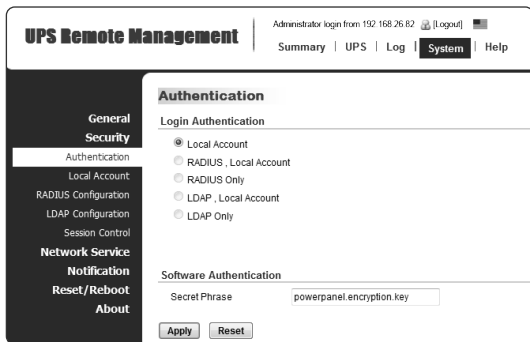 UPS Remote Management
Administrator login from 192.168.26.82 [Logout]
Summary | UPS | Log | System | Help
General
Security
Authentication
Local Account
RADIUS Configuration
LDAP Configuration
Session Control
Network Service
Notification
Reset/Reboot
About
Authentication
Login Authentication
Local Account
RADIUS , Local Account
RADIUS Only
LDAP , Local Account
LDAP Only
Software Authentication
Secret Phrase powerpanel.encryption.key
Apply Reset